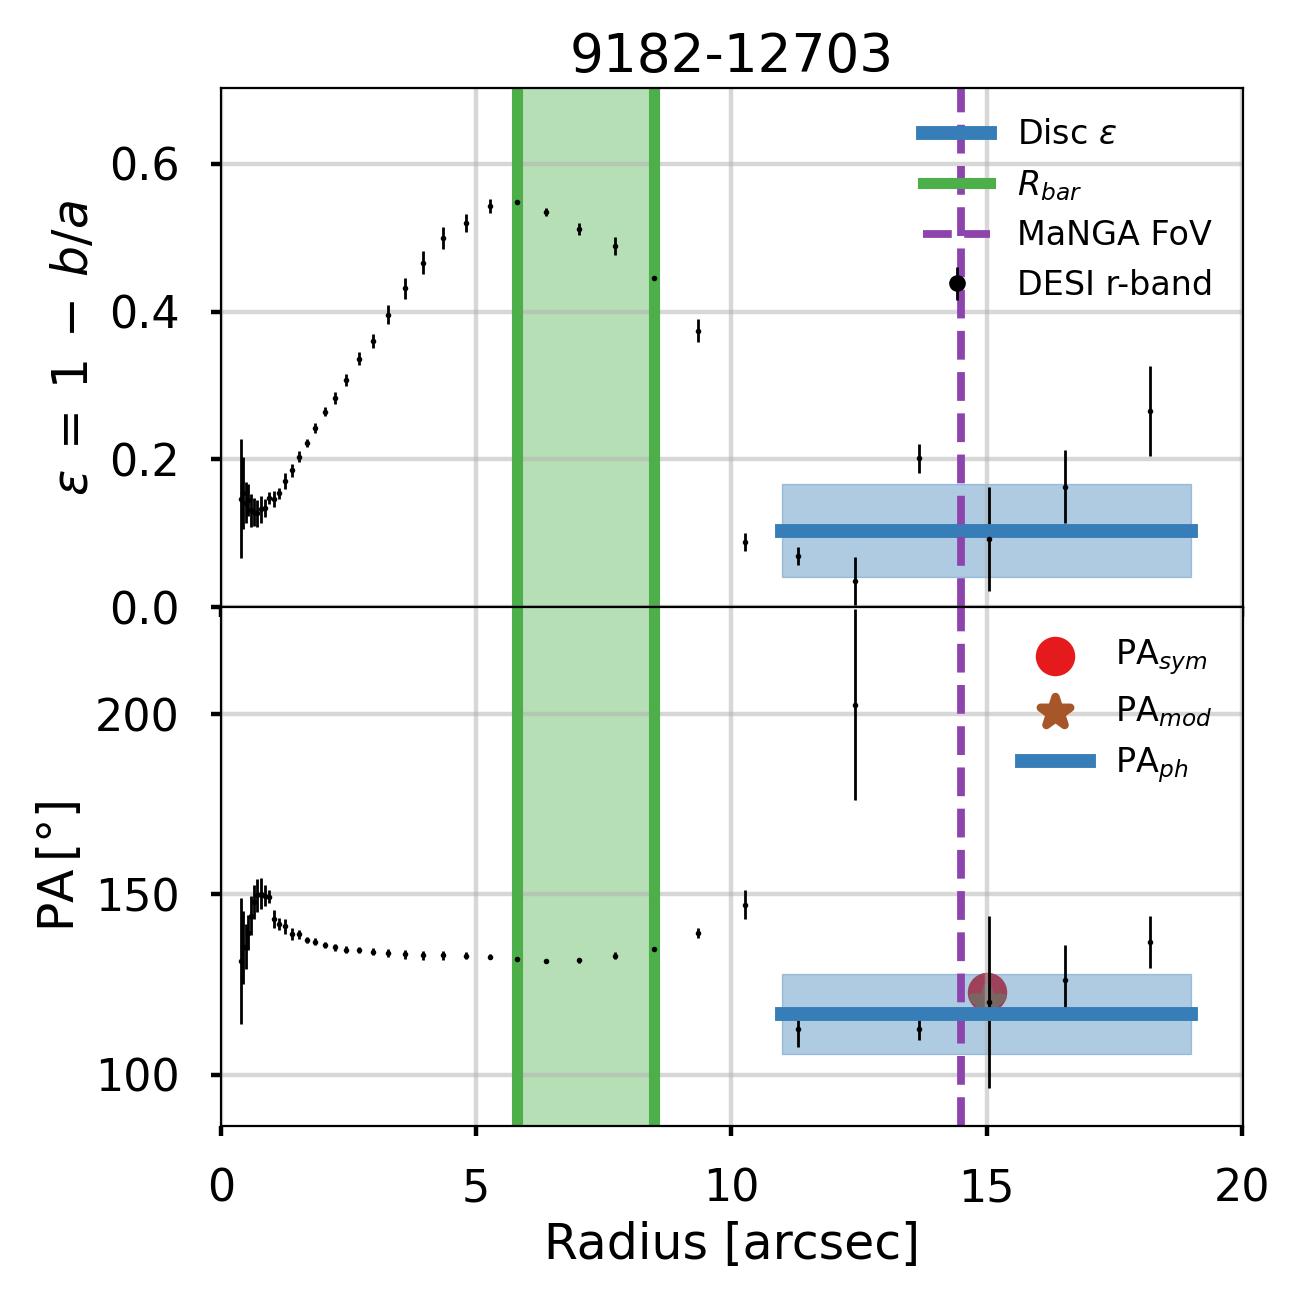 9182-12703
ε = 1 − b/a
0.6
0.4
0.2
0.0
Disc ε
R_bar
MaNGA FoV
DESI r-band
PA [°]
200
150
100
PA_sym
PA_mod
PA_ph
0 5 10 15 20
Radius [arcsec]